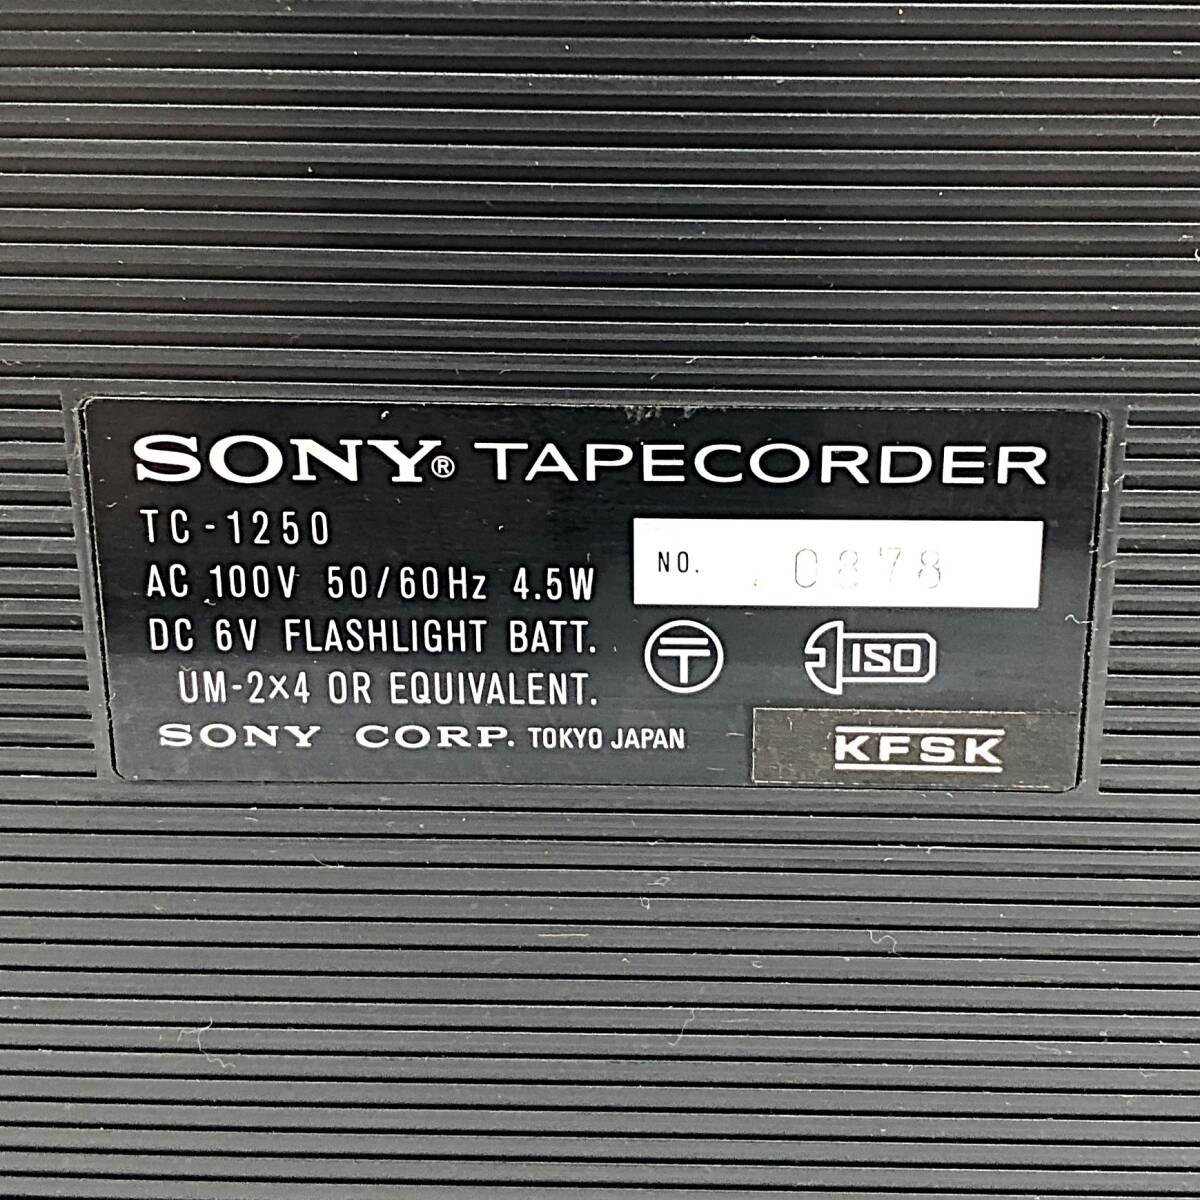 SONY® TAPECORDER
TC-1250
AC 100V 50/60Hz 4.5W
DC 6V FLASHLIGHT BATT.
UM-2×4 OR EQUIVALENT.
SONY CORP. TOKYO JAPAN
NO. 0878
〒
ISO
KFSK